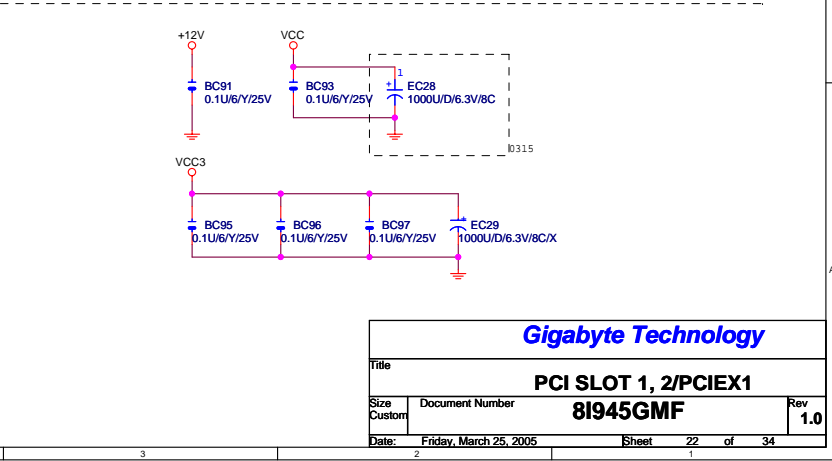 +12V
VCC
BC91
0.1U/6/Y/25V
BC93
0.1U/6/Y/25V
1
+
EC28
1000U/D/6.3V/8C
0315
VCC3
BC95
0.1U/6/Y/25V
BC96
0.1U/6/Y/25V
BC97
0.1U/6/Y/25V
+
EC29
1000U/D/6.3V/8C/X
A
Gigabyte Technology
Title
PCI SLOT 1, 2/PCIEX1
Size
Custom
Document Number
8I945GMF
Rev
1.0
Date: Friday, March 25, 2005 Sheet 22 of 34
3 2 1